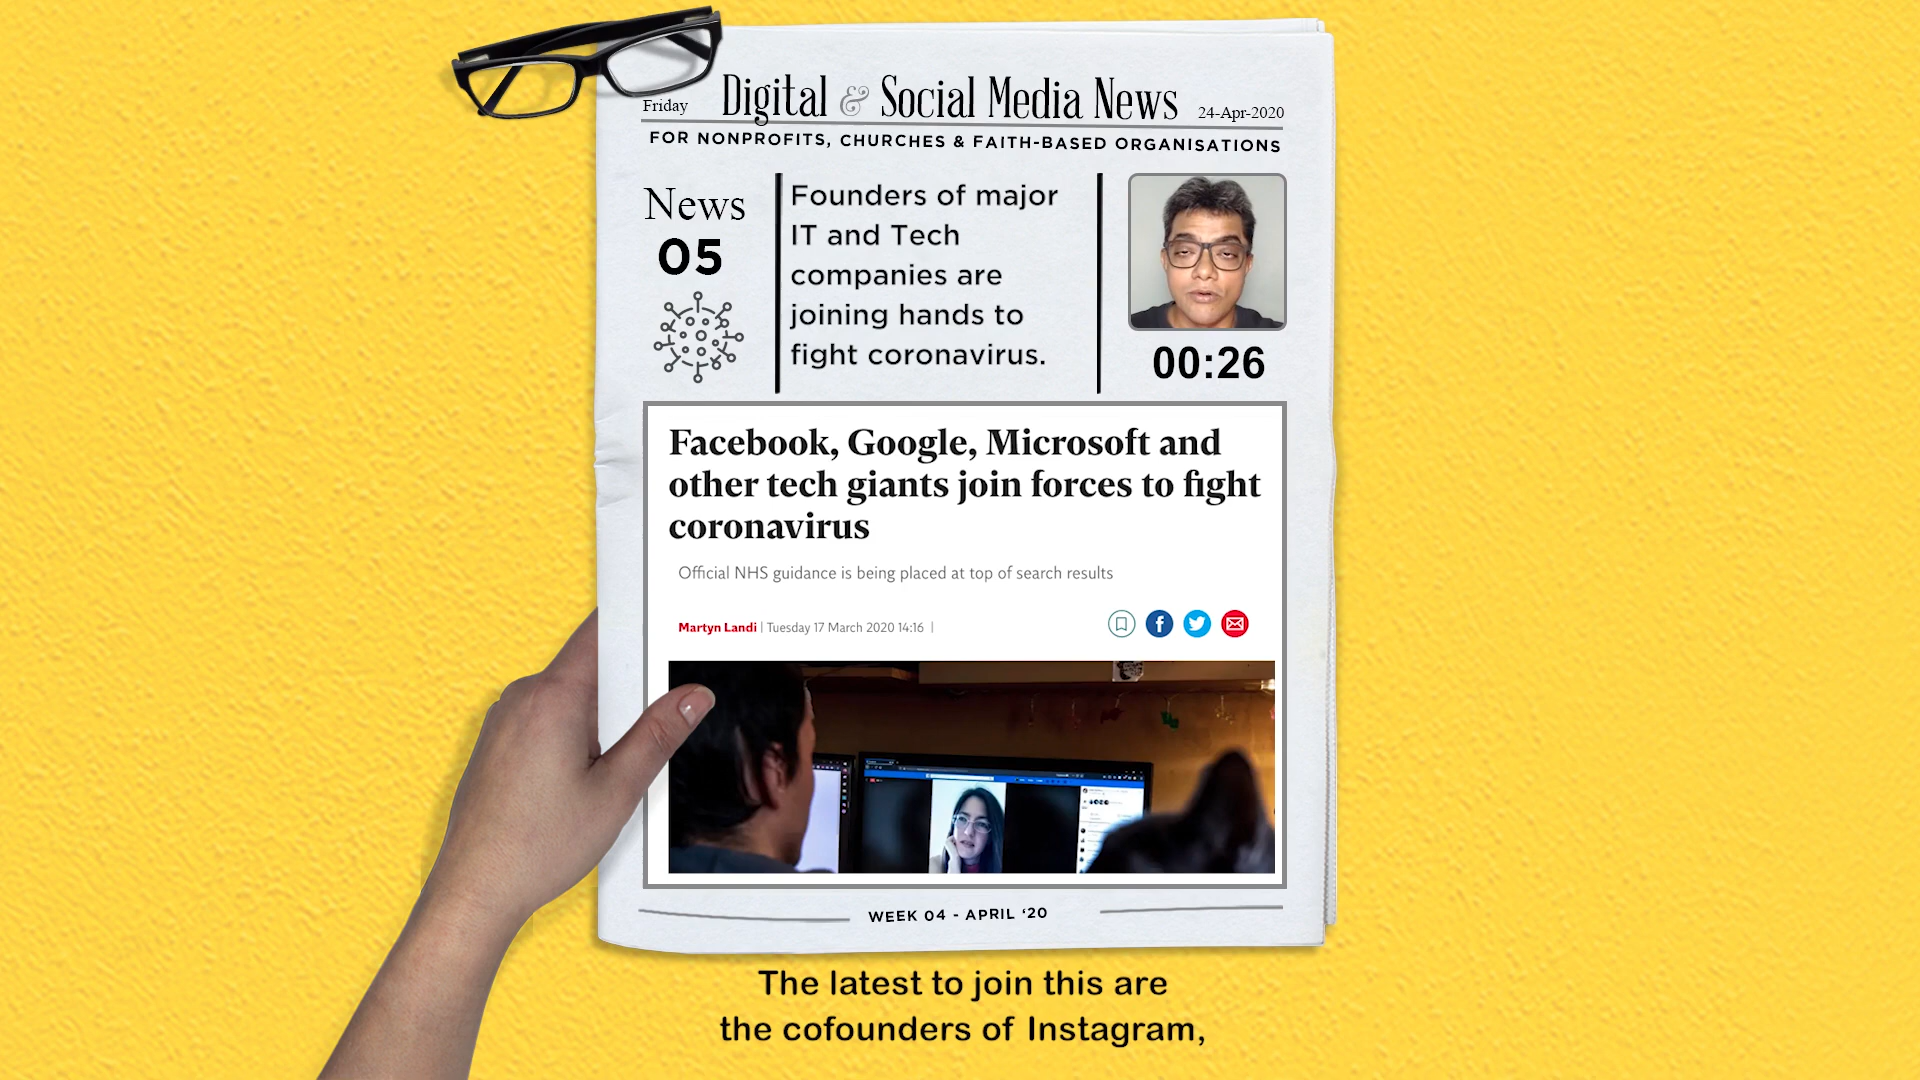 Friday
Digital & Social Media News
24-Apr-2020
FOR NONPROFITS, CHURCHES & FAITH-BASED ORGANISATIONS
News
05
Founders of major
IT and Tech
companies are
joining hands to
fight coronavirus.
00:26
Facebook, Google, Microsoft and
other tech giants join forces to fight
coronavirus
Official NHS guidance is being placed at top of search results
Martyn Landi | Tuesday 17 March 2020 14:16 |
WEEK 04 - APRIL ‘20
The latest to join this are
the cofounders of Instagram,